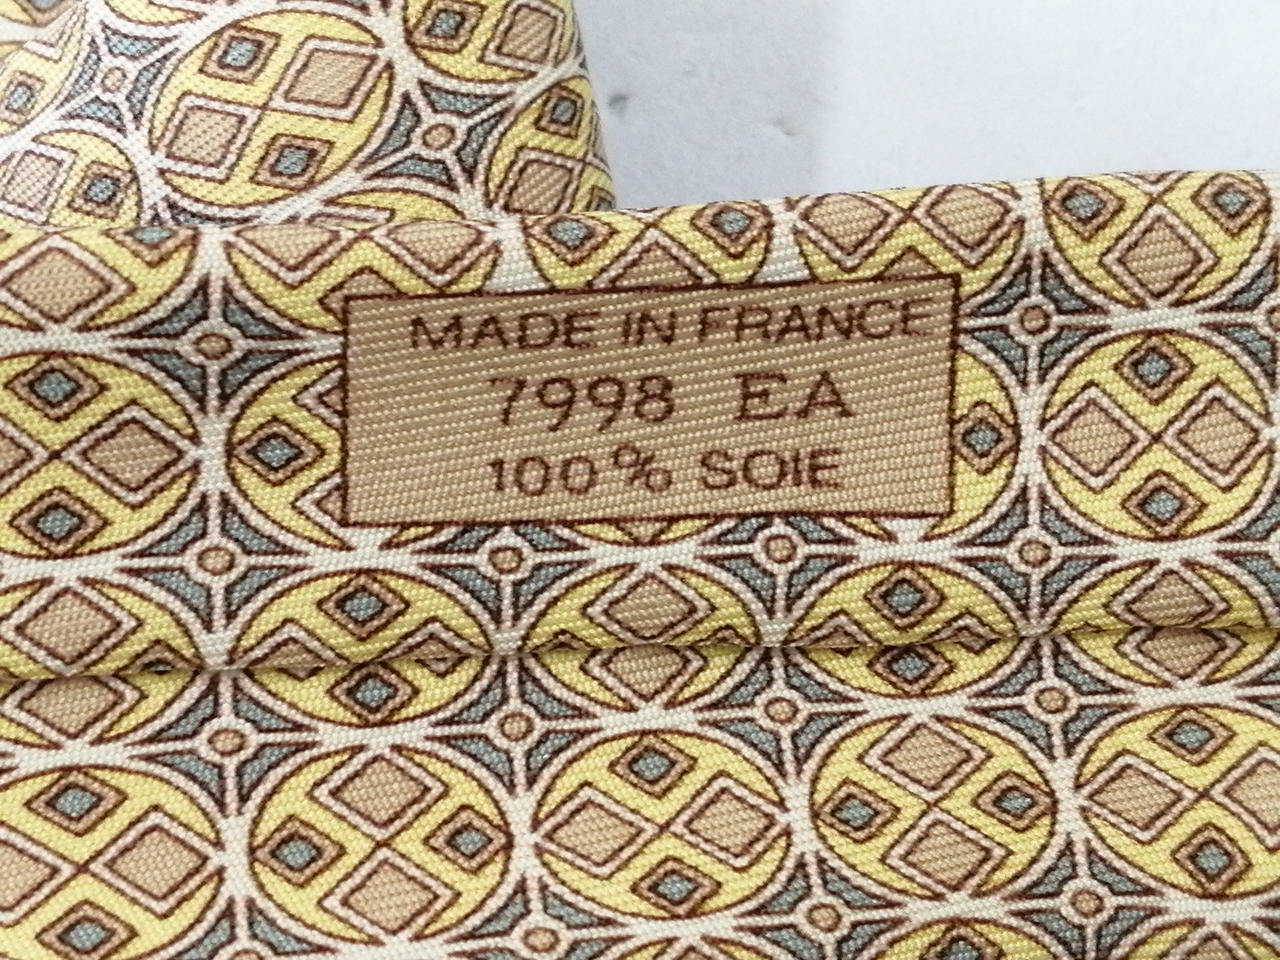 MADE IN FRANCE
7998 EA
100% SOIE